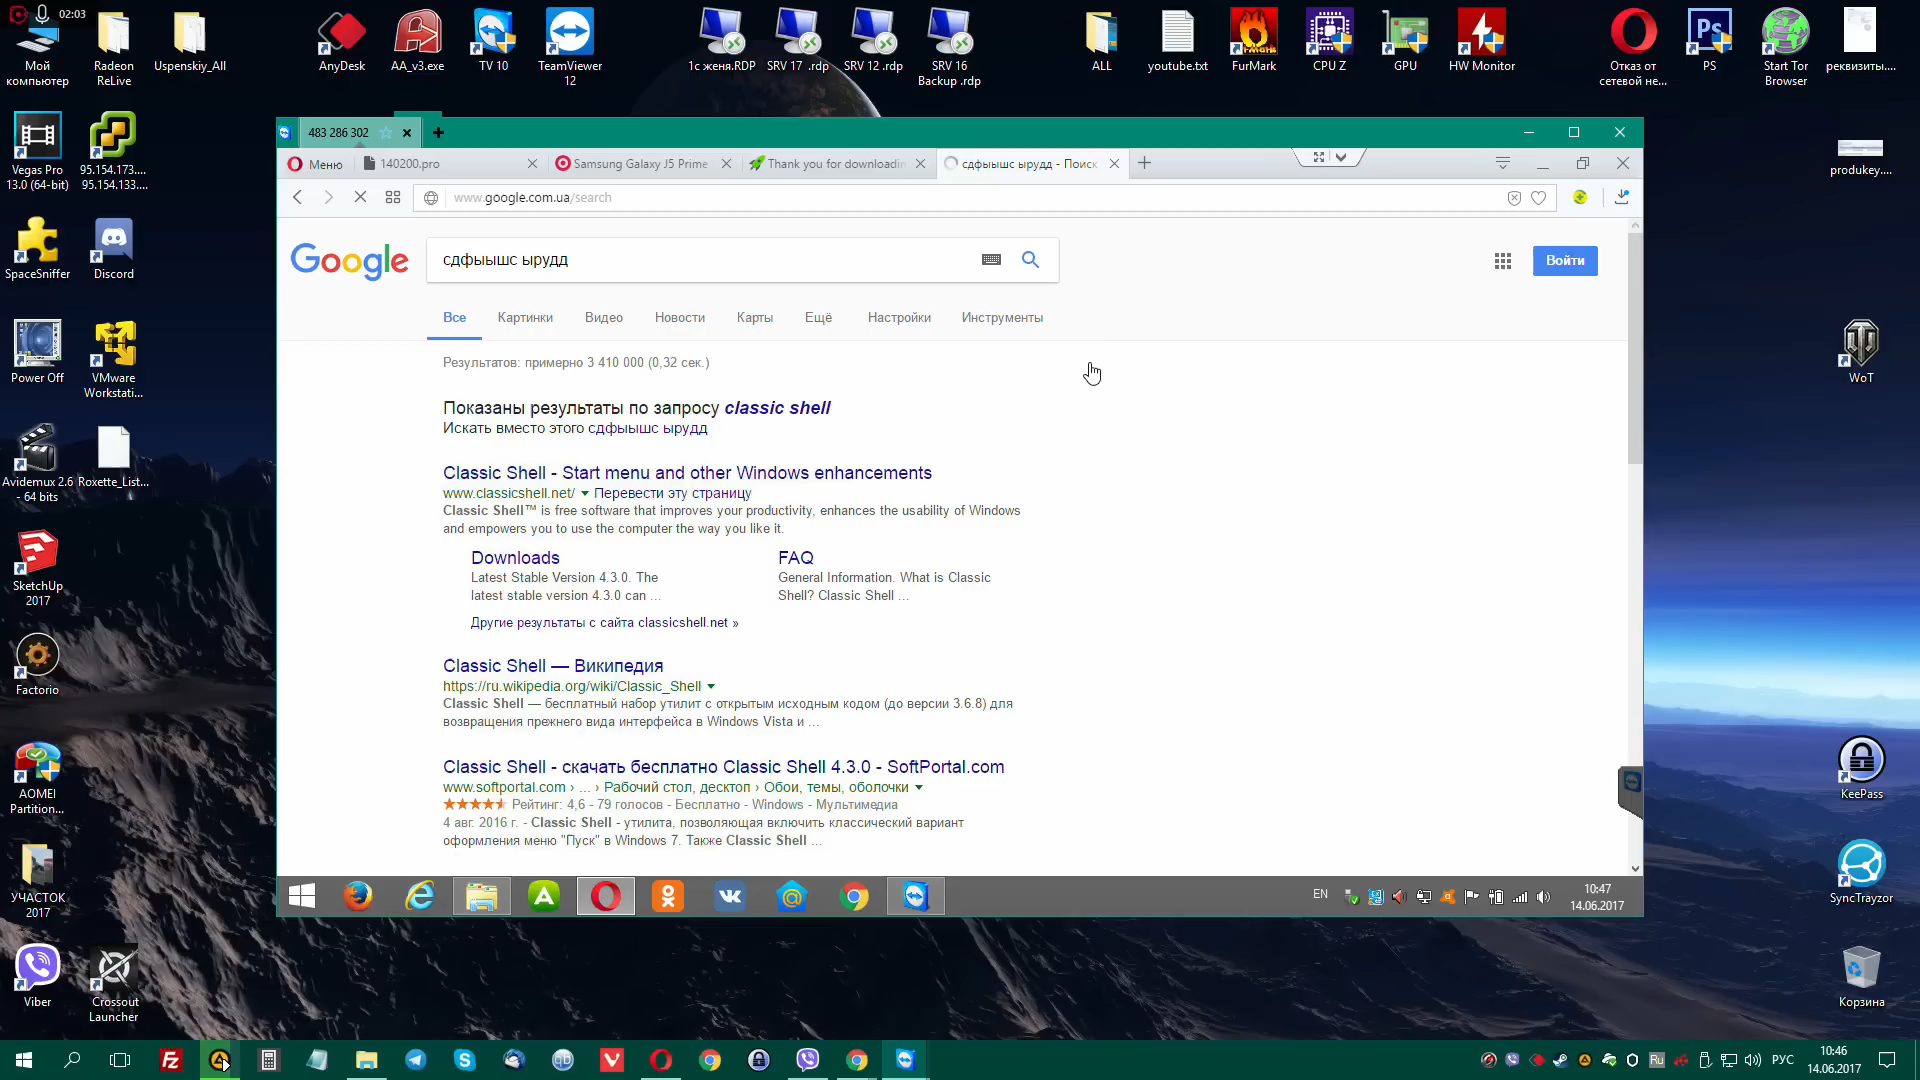 02:03
Мой компьютер
Radeon ReLive
Uspenskiy_All
AnyDesk
AA_v3.exe
TV 10
TeamViewer 12
1с женя.RDP
SRV 17 .rdp
SRV 12 .rdp
SRV 16 Backup .rdp
ALL
youtube.txt
FurMark
CPU Z
GPU
HW Monitor
Отказ от сетевой не...
PS
Start Tor Browser
реквизиты....
Vegas Pro 13.0 (64-bit)
95.154.173.... 95.154.133....
produkey....
SpaceSniffer
Discord
Power Off
VMware Workstati...
WoT
Avidemux 2.6 - 64 bits
Roxette_List...
SketchUp 2017
Factorio
AOMEI Partition...
KeePass
УЧАСТОК 2017
SyncTrayzor
Viber
Crossout Launcher
Корзина
483 286 302
Меню
140200.pro
Samsung Galaxy J5 Prime
Thank you for downloadin
сдфыышс ырудд - Поиск
www.google.com.ua/search
Google
сдфыышс ырудд
Войти
Все
Картинки
Видео
Новости
Карты
Ещё
Настройки
Инструменты
Результатов: примерно 3 410 000 (0,32 сек.)
Показаны результаты по запросу classic shell
Искать вместо этого сдфыышс ырудд
Classic Shell - Start menu and other Windows enhancements
www.classicshell.net/ Перевести эту страницу
Classic Shell™ is free software that improves your productivity, enhances the usability of Windows
and empowers you to use the computer the way you like it.
Downloads
Latest Stable Version 4.3.0. The
latest stable version 4.3.0 can ...
FAQ
General Information. What is Classic
Shell? Classic Shell ...
Другие результаты с сайта classicshell.net »
Classic Shell — Википедия
https://ru.wikipedia.org/wiki/Classic_Shell
Classic Shell — бесплатный набор утилит с открытым исходным кодом (до версии 3.6.8) для
возвращения прежнего вида интерфейса в Windows Vista и ...
Classic Shell - скачать бесплатно Classic Shell 4.3.0 - SoftPortal.com
www.softportal.com › ... › Рабочий стол, десктоп › Обои, темы, оболочки
Рейтинг: 4,6 - 79 голосов - Бесплатно - Windows - Мультимедиа
4 авг. 2016 г. - Classic Shell - утилита, позволяющая включить классический вариант
оформления меню "Пуск" в Windows 7. Также Classic Shell ...
EN
10:47
14.06.2017
Ru
РУС
10:46
14.06.2017